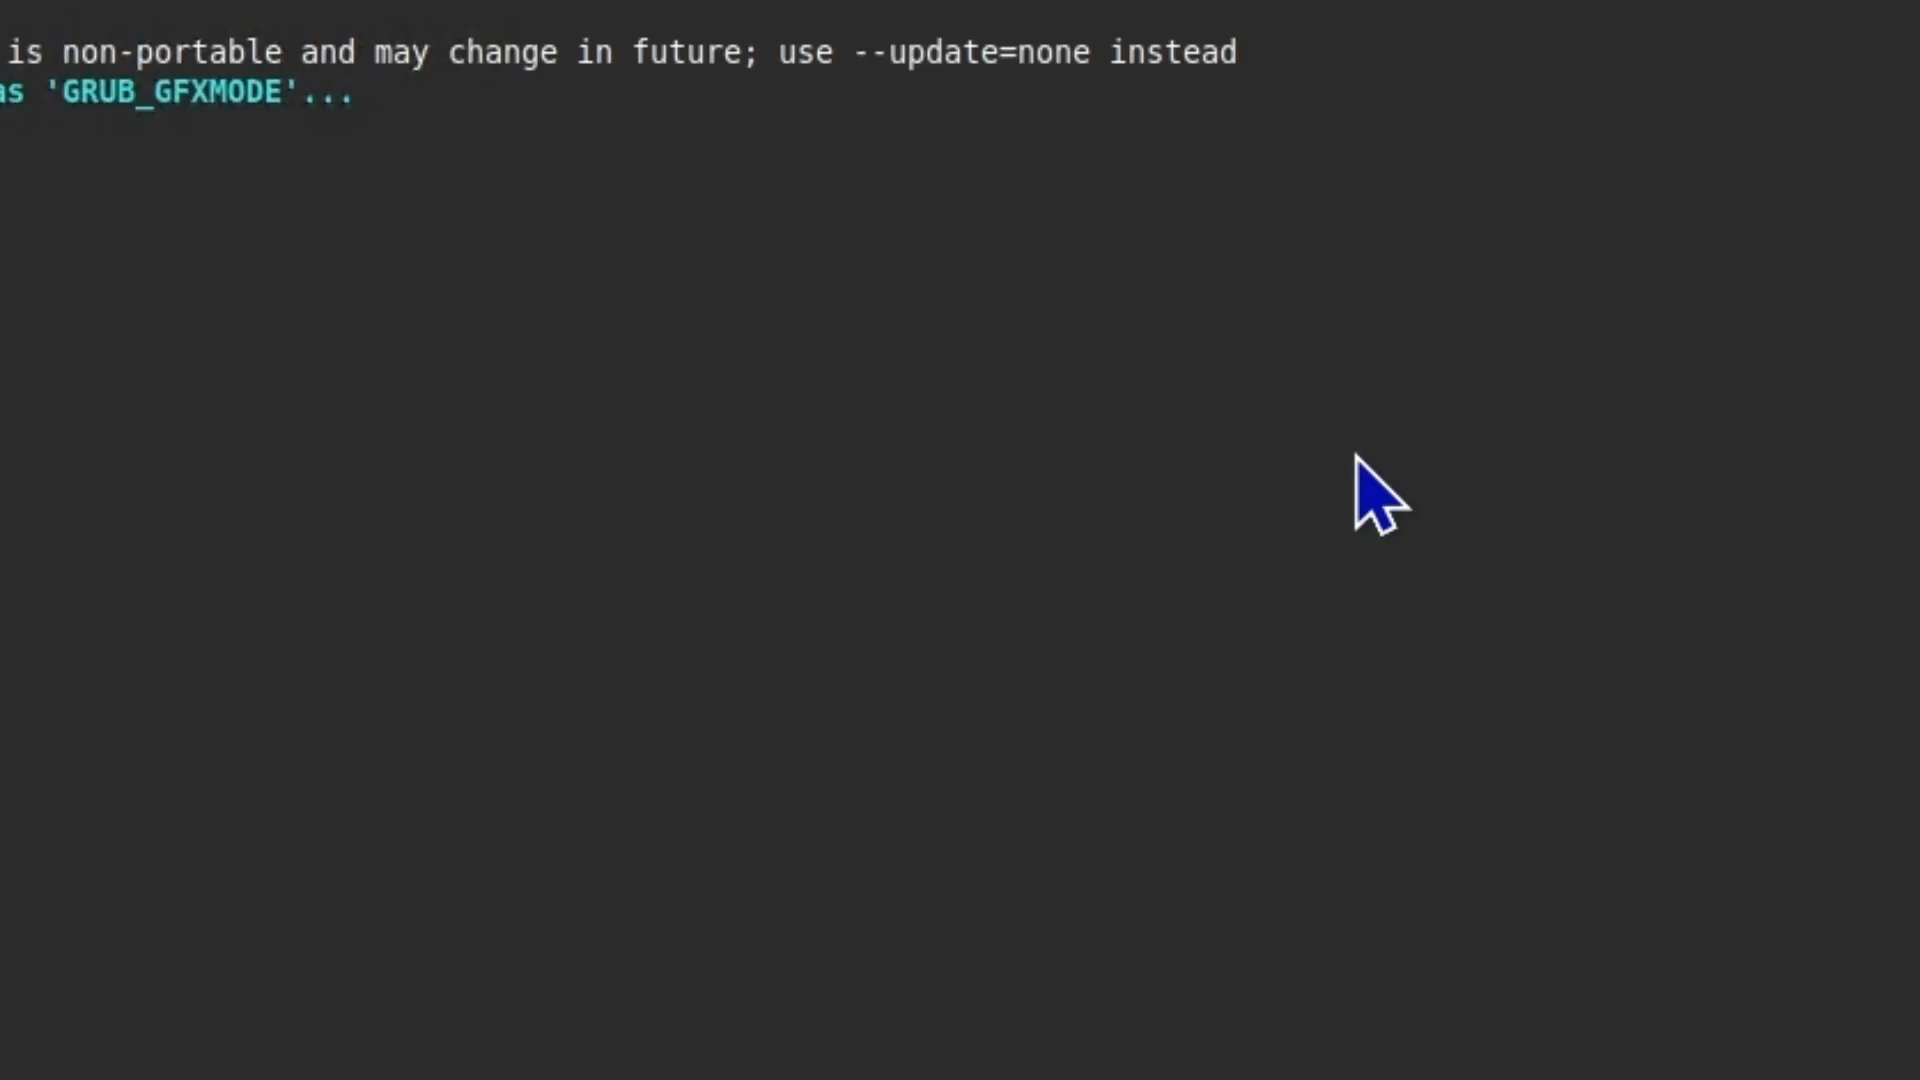 is non-portable and may change in future; use --update=none instead
as 'GRUB_GFXMODE'...